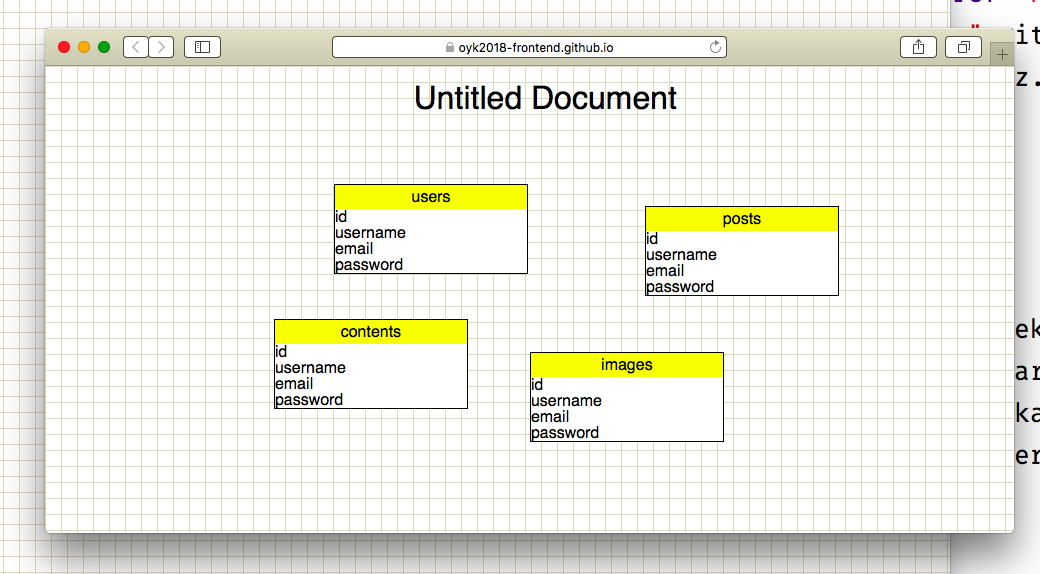 oyk2018-frontend.github.io
Untitled Document
users
id
username
email
password
posts
id
username
email
password
contents
id
username
email
password
images
id
username
email
password
it
z.
ek
ar
ka
er